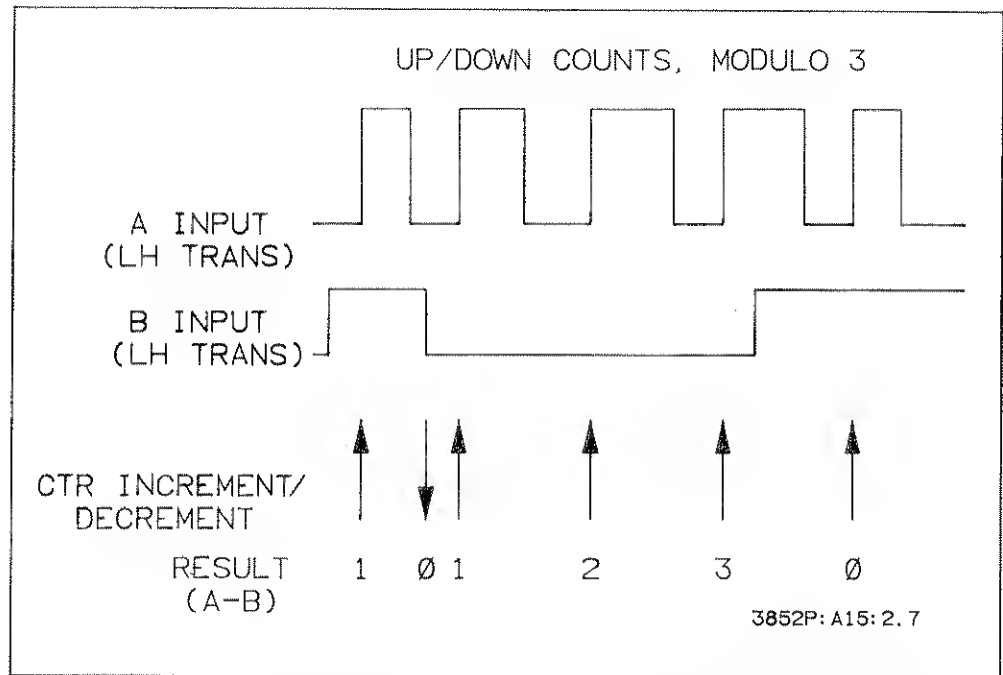 UP/DOWN COUNTS, MODULO 3
A INPUT
(LH TRANS)
B INPUT
(LH TRANS)
CTR INCREMENT/
DECREMENT
RESULT
(A-B)
1 Ø 1 2 3 Ø
3852P:A15:2.7